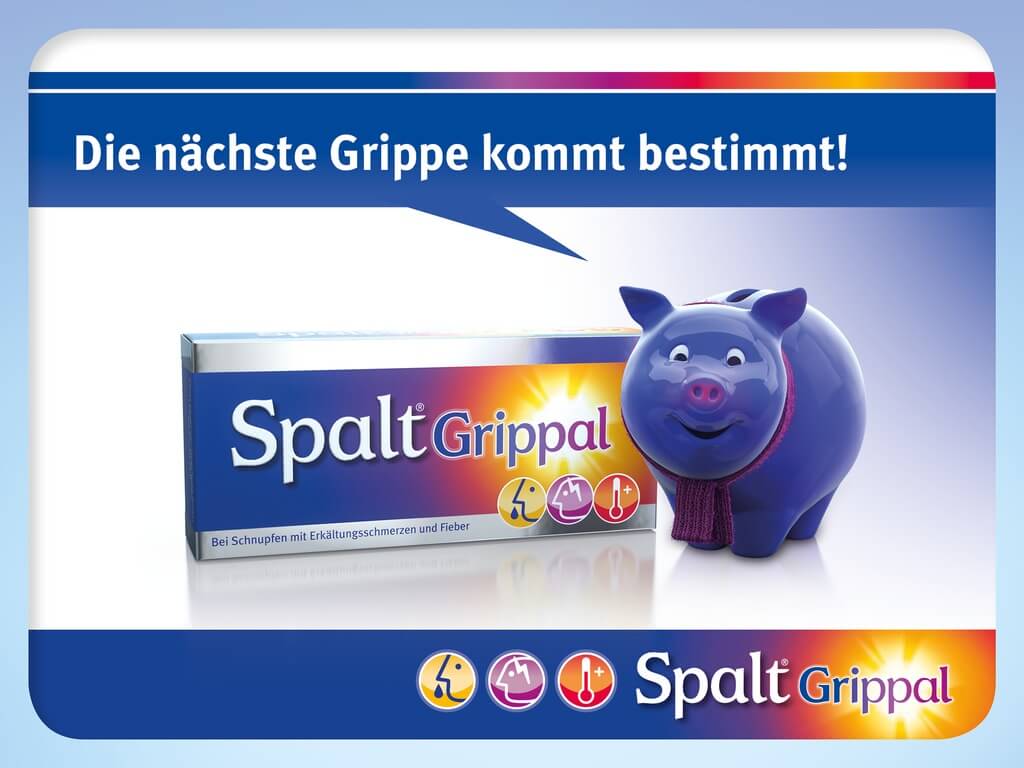 Die nächste Grippe kommt bestimmt!
Spalt® Grippal
Bei Schnupfen mit Erkältungsschmerzen und Fieber
Spalt® Grippal